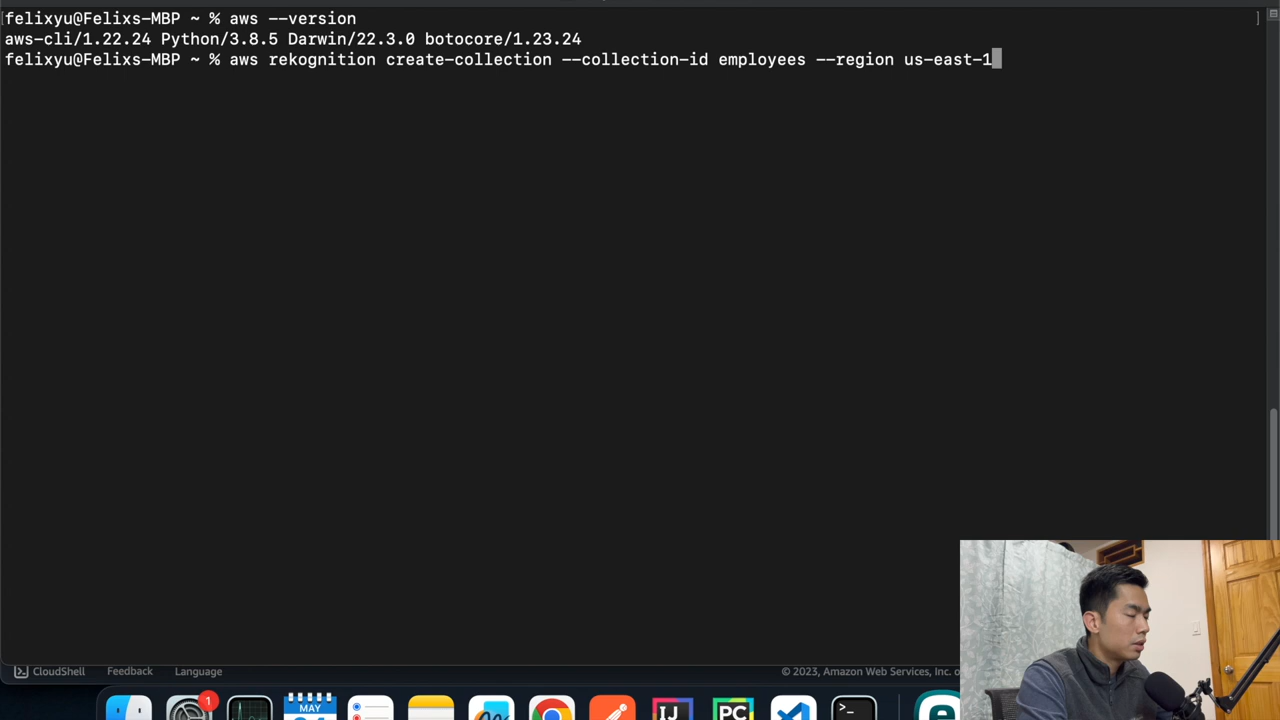 felixyu@Felixs-MBP ~ % aws --version
aws-cli/1.22.24 Python/3.8.5 Darwin/22.3.0 botocore/1.23.24
felixyu@Felixs-MBP ~ % aws rekognition create-collection --collection-id employees --region us-east-1
CloudShell Feedback Language © 2023, Amazon Web Services, Inc. o
1
MAY
IJ PC >_ e